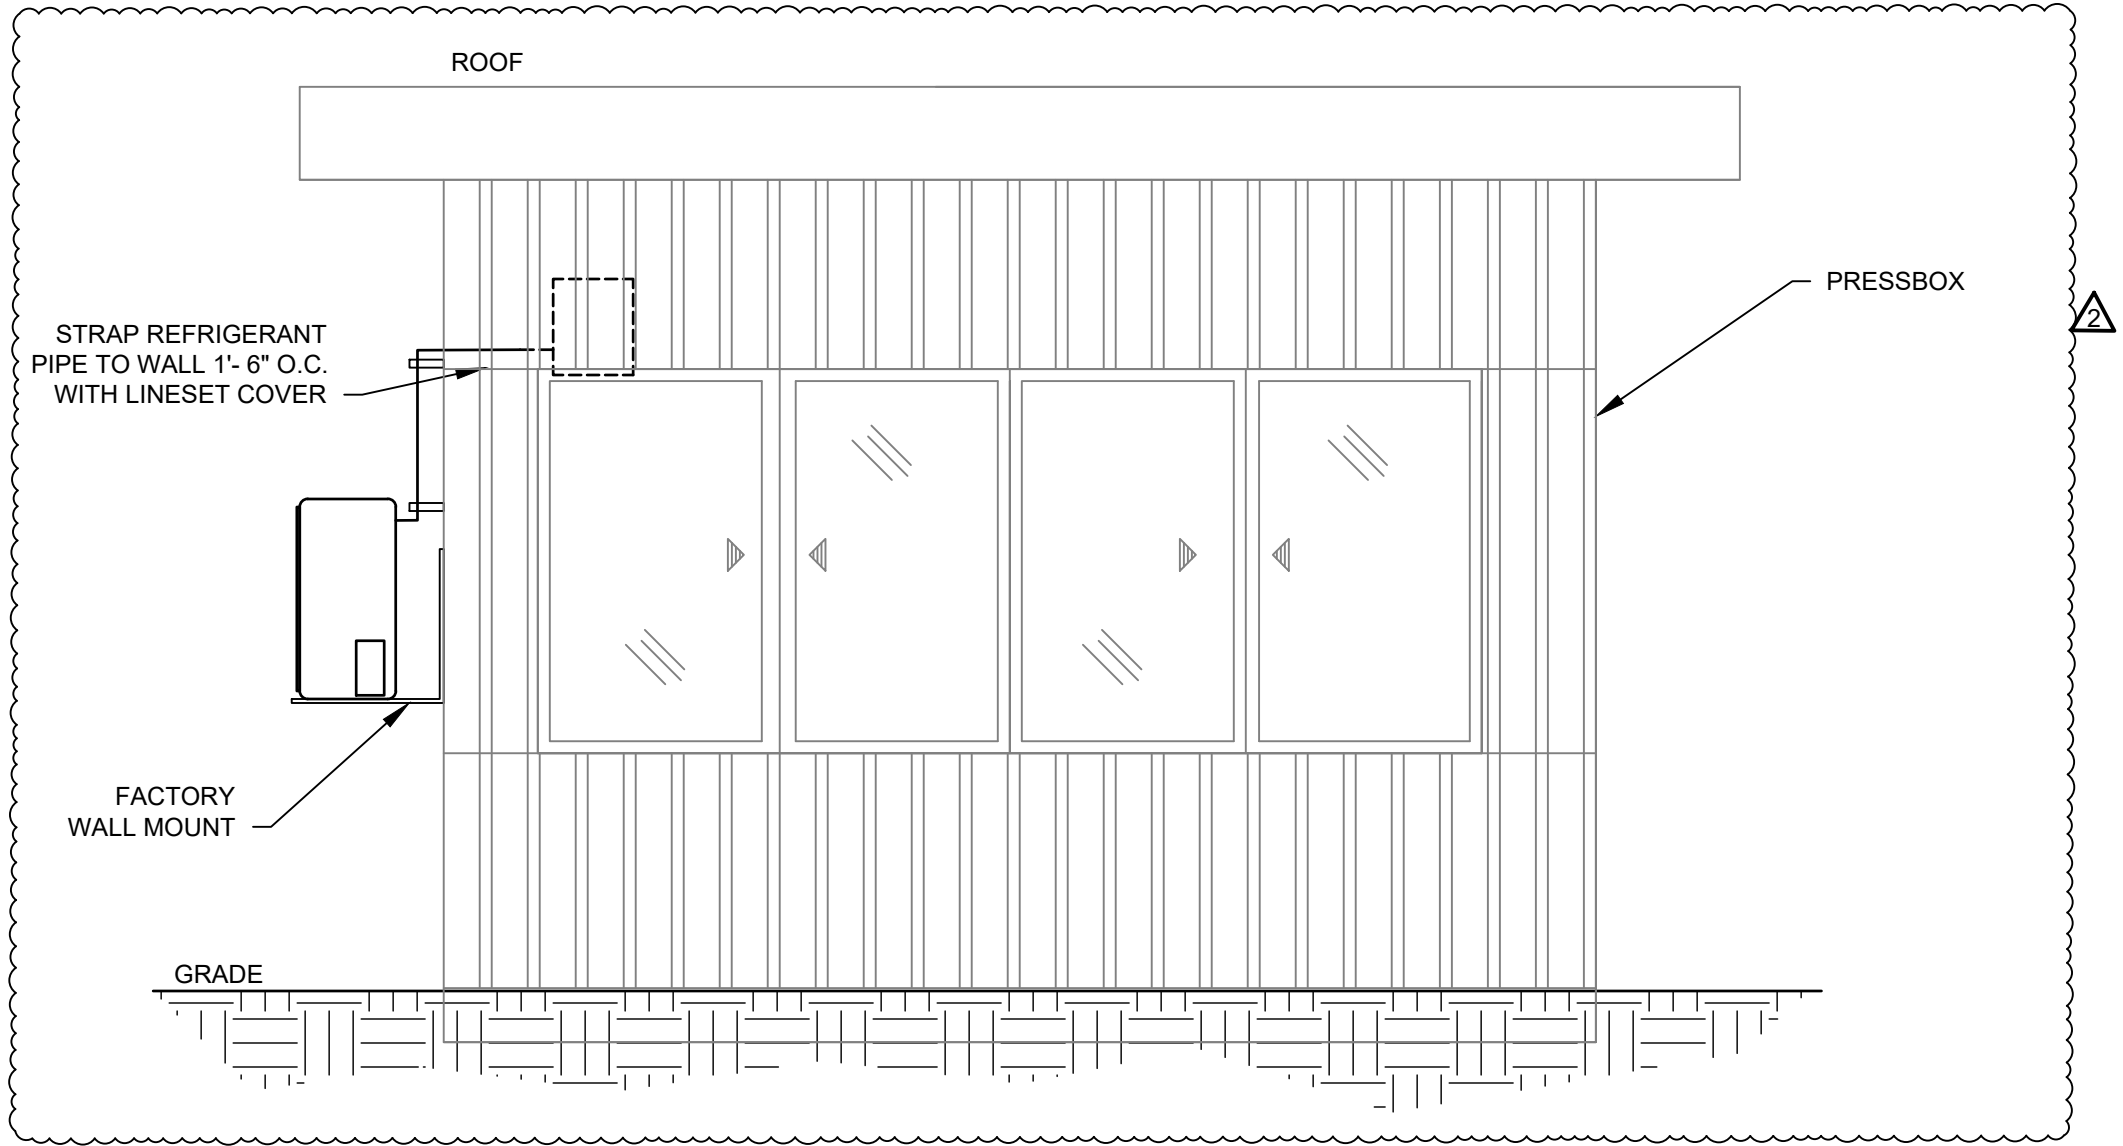 ROOF
PRESSBOX
2
STRAP REFRIGERANT
PIPE TO WALL 1'- 6" O.C.
WITH LINESET COVER
FACTORY
WALL MOUNT
GRADE